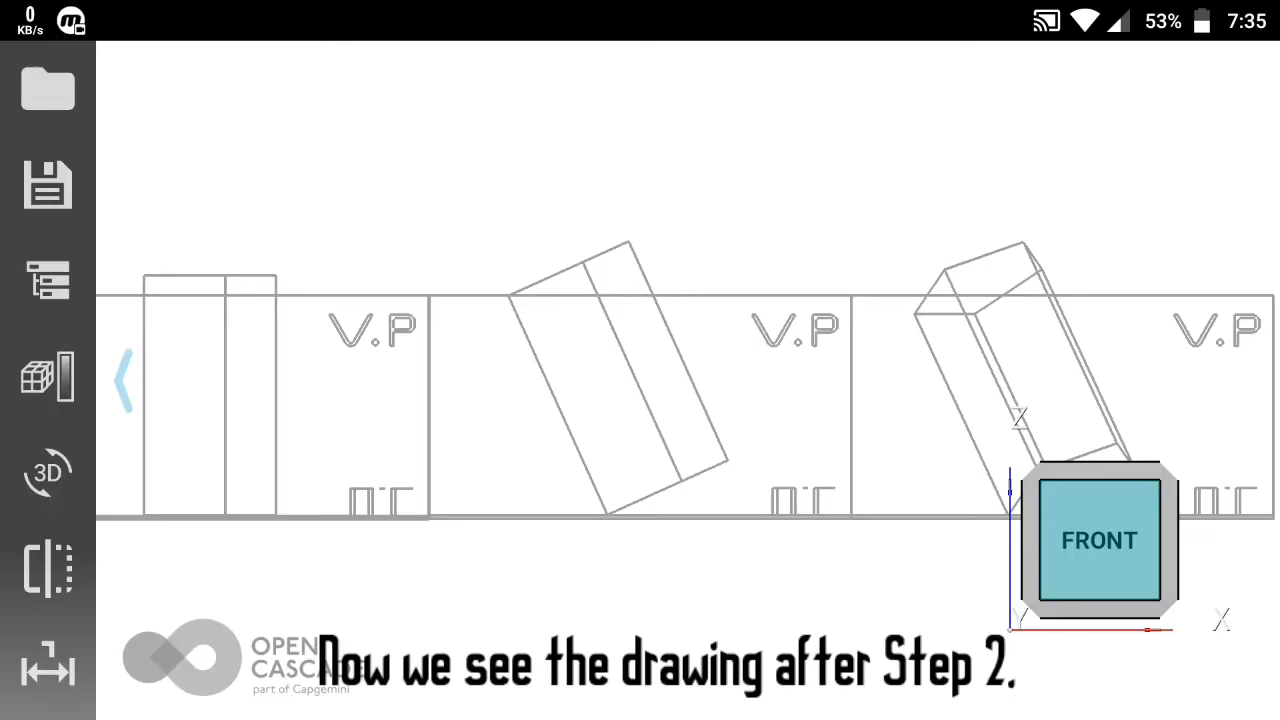 0
KB/s
53%
7:35
V.P
V.P
V.P
Z
3D
FRONT
Y
X
OPEN
CASCADE
part of Capgemini
Now we see the drawing after Step 2.